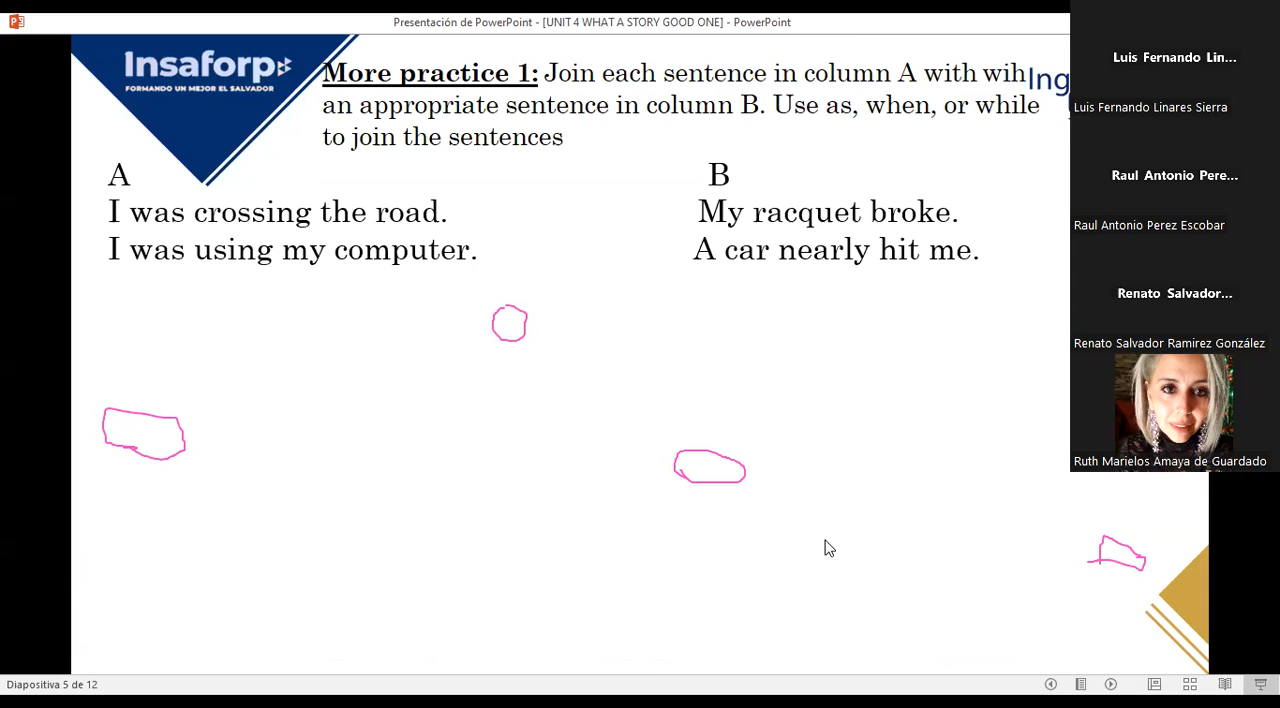 Presentación de PowerPoint - [UNIT 4 WHAT A STORY GOOD ONE] - PowerPoint
Insaforp
FORMANDO UN MEJOR EL SALVADOR
More practice 1: Join each sentence in column A with wih
Ing
an appropriate sentence in column B. Use as, when, or while
to join the sentences
A B
I was crossing the road. My racquet broke.
I was using my computer. A car nearly hit me.
Luis Fernando Lin...
Luis Fernando Linares Sierra
Raul Antonio Pere...
Raul Antonio Perez Escobar
Renato Salvador...
Renato Salvador Ramirez González
Ruth Marielos Amaya de Guardado
Diapositiva 5 de 12